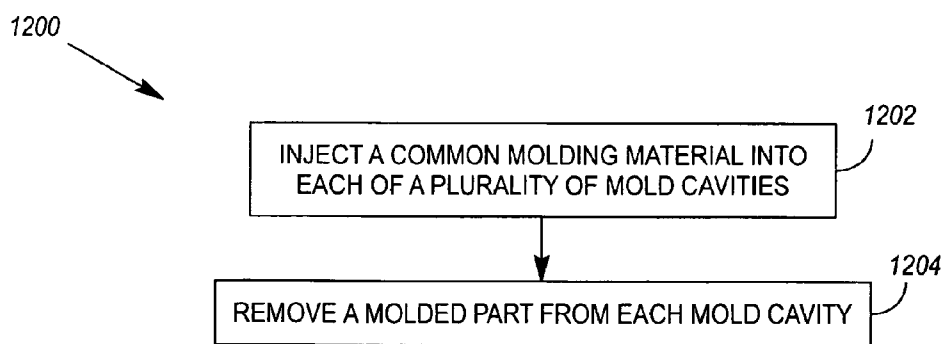 1200
1202
INJECT A COMMON MOLDING MATERIAL INTO
EACH OF A PLURALITY OF MOLD CAVITIES
1204
REMOVE A MOLDED PART FROM EACH MOLD CAVITY